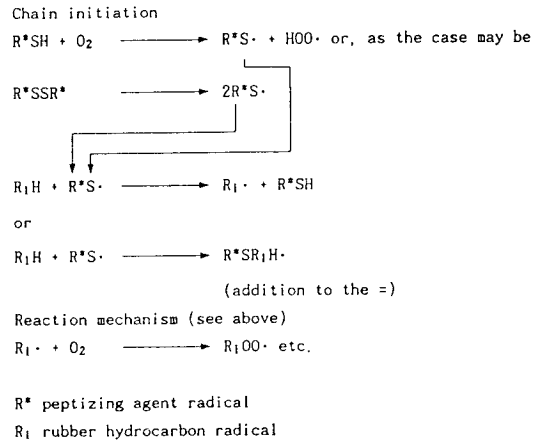 Chain initiation
R*SH + O₂ ⟶ R*S· + HOO· or, as the case may be
R*SSR* ⟶ 2R*S·
R₁H + R*S· ⟶ R₁· + R*SH
or
R₁H + R*S· ⟶ R*SR₁H·
(addition to the =)
Reaction mechanism (see above)
R₁· + O₂ ⟶ R₁OO· etc.
R* peptizing agent radical
R₁ rubber hydrocarbon radical